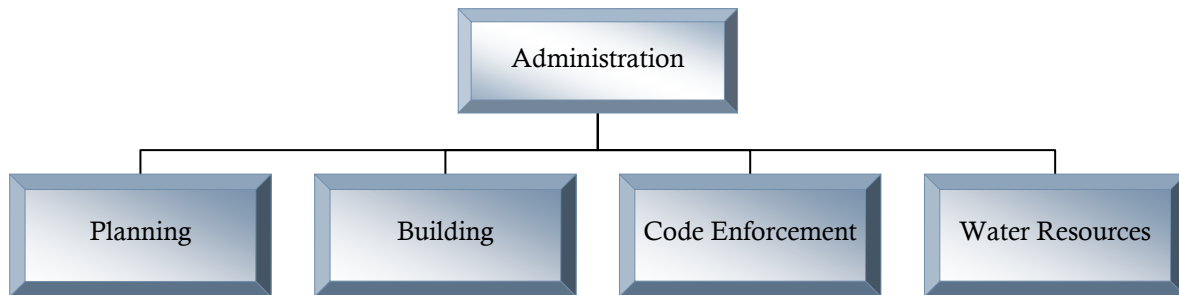 Administration
Planning
Building
Code Enforcement
Water Resources